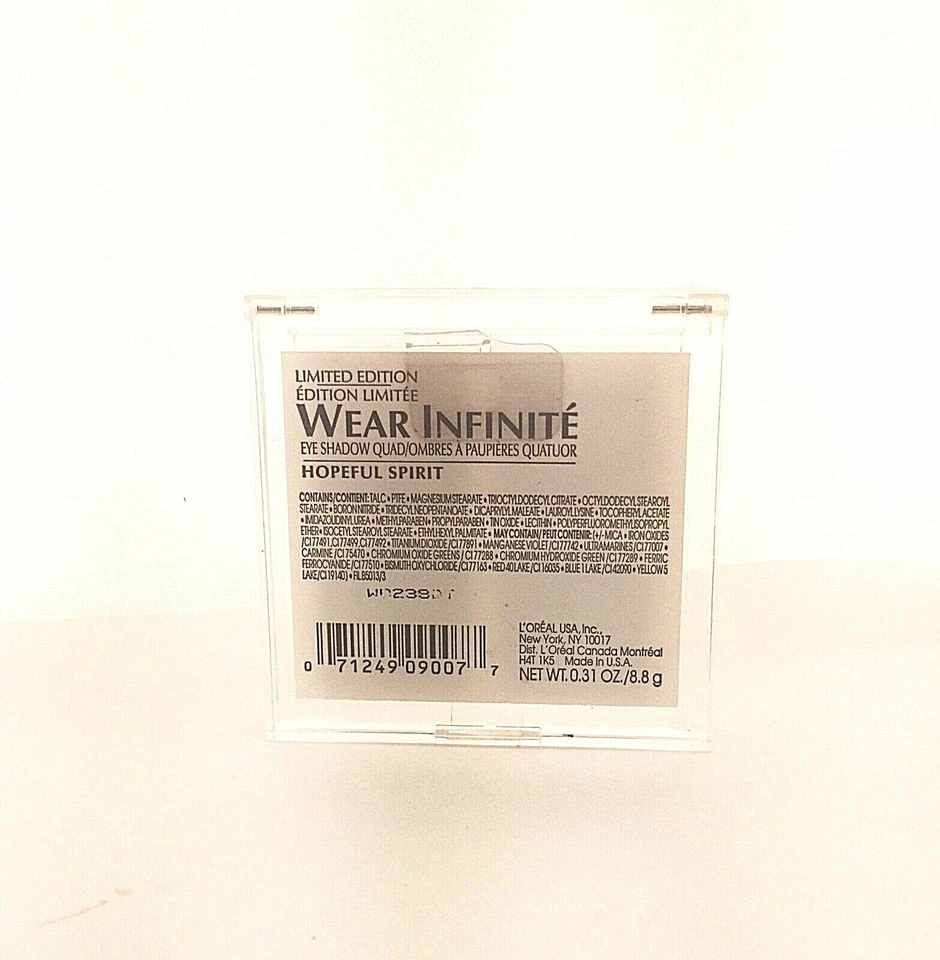 LIMITED EDITION
ÉDITION LIMITÉE
WEAR INFINITÉ
EYE SHADOW QUAD/OMBRES À PAUPIÈRES QUATUOR
HOPEFUL SPIRIT
CONTAINS/CONTIENT: TALC • PTFE • MAGNESIUM STEARATE • TRIOCTYLDODECYL CITRATE • OCTYLDODECYL STEAROYL
STEARATE • BORON NITRIDE • TRIDECYL NEOPENTANOATE • DICAPRYLYL MALEATE • LAUROYL LYSINE • TOCOPHERYL ACETATE
• IMIDAZOLIDINYL UREA • METHYLPARABEN • PROPYLPARABEN • TIN OXIDE • LECITHIN • POLYPERFLUOROMETHYLISOPROPYL
ETHER • ISOCETYL STEAROYL STEARATE • ETHYLHEXYL PALMITATE • MAY CONTAIN / PEUT CONTENIR: (+/- MICA • IRON OXIDES
/CI 77491, CI 77499, CI 77492 • TITANIUM DIOXIDE / CI 77891 • MANGANESE VIOLET / CI 77742 • ULTRAMARINES / CI 77007 •
CARMINE / CI 75470 • CHROMIUM OXIDE GREENS / CI 77288 • CHROMIUM HYDROXIDE GREEN / CI 77289 • FERRIC
FERROCYANIDE / CI 77510 • BISMUTH OXYCHLORIDE / CI 77163 • RED 40 LAKE / CI 16035 • BLUE 1 LAKE / CI 42090 • YELLOW 5
LAKE / CI 19140) • FIL B5013/3
0 71249 09007 7
L'ORÉAL USA, Inc.,
New York, NY 10017
Dist. L'Oréal Canada Montréal
H4T 1K5 Made in U.S.A.
NET WT. 0.31 OZ./8.8 g